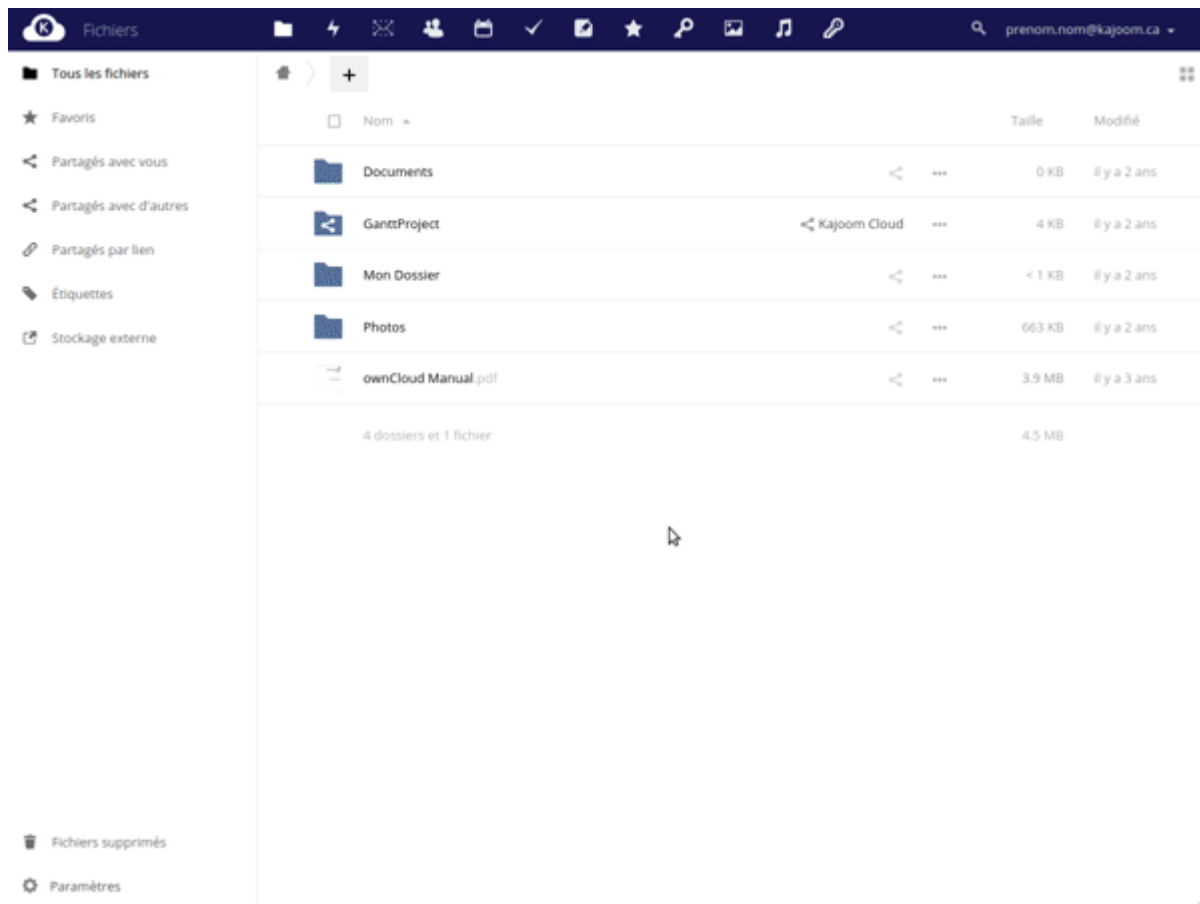 K Fichiers prenom.nom@kajoom.ca
Tous les fichiers
Favoris
Partagés avec vous
Partagés avec d'autres
Partagés par lien
Étiquettes
Stockage externe
+
Nom Taille Modifié
Documents 0 KB il y a 2 ans
GanttProject Kajoom Cloud 4 KB il y a 2 ans
Mon Dossier < 1 KB il y a 2 ans
Photos 663 KB il y a 2 ans
ownCloud Manual.pdf 3.9 MB il y a 3 ans
4 dossiers et 1 fichier 4.5 MB
Fichiers supprimés
Paramètres